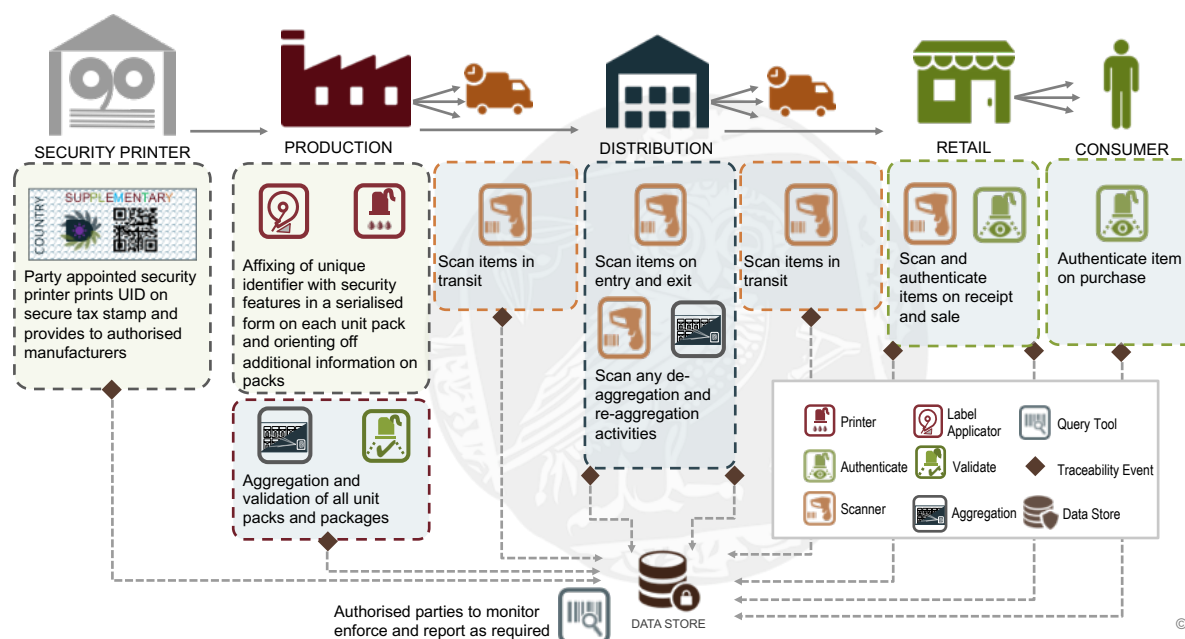 SECURITY PRINTER
PRODUCTION
DISTRIBUTION
RETAIL
CONSUMER
SUPPLEMENTARY
COUNTRY
Party appointed security
printer prints UID on
secure tax stamp and
provides to authorised
manufacturers
Affixing of unique
identifier with security
features in a serialised
form on each unit pack
and orienting off
additional information on
packs
Aggregation and
validation of all unit
packs and packages
Scan items in
transit
Scan items on
entry and exit
Scan any de-
aggregation and
re-aggregation
activities
Scan items in
transit
Scan and
authenticate
items on receipt
and sale
Authenticate item
on purchase
Printer
Label
Applicator
Query Tool
Authenticate
Validate
Traceability Event
Scanner
Aggregation
Data Store
Authorised parties to monitor
enforce and report as required
DATA STORE
©